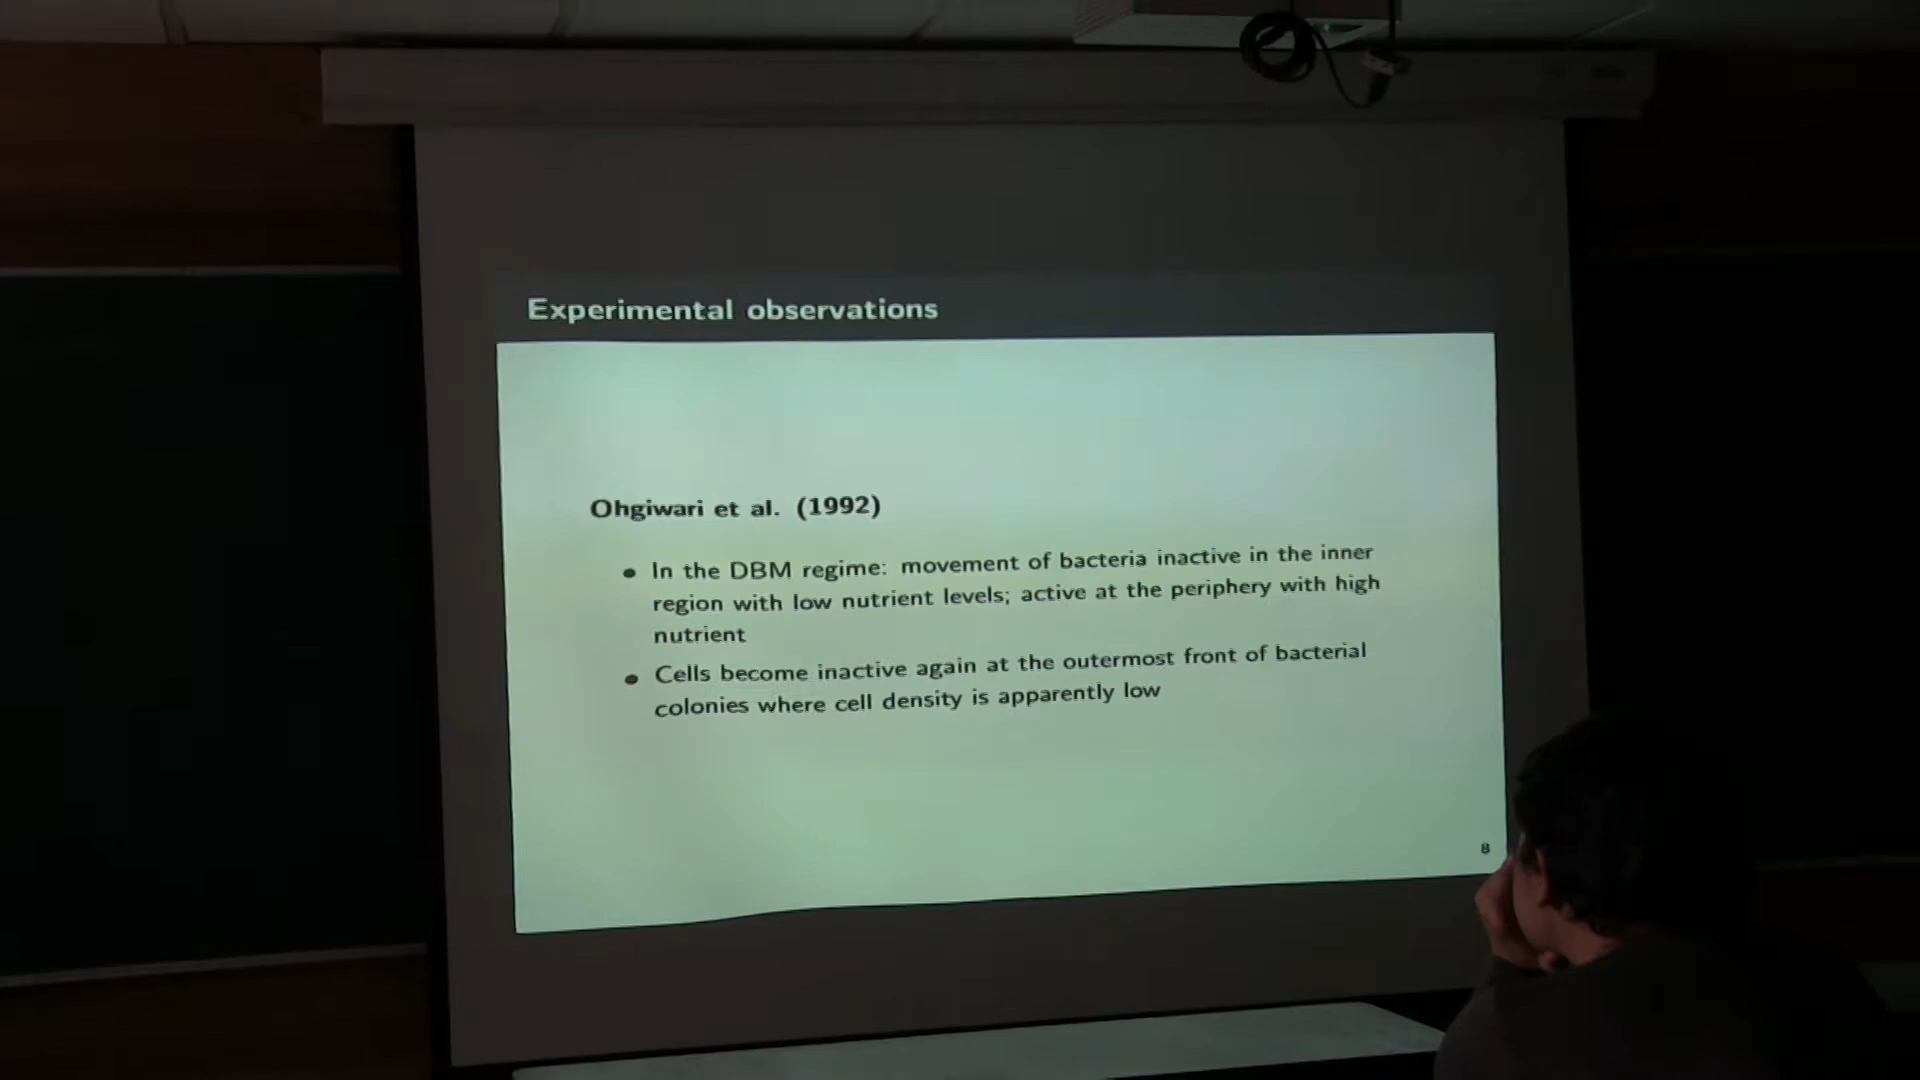 Experimental observations
Ohgiwari et al. (1992)
• In the DBM regime: movement of bacteria inactive in the inner
region with low nutrient levels; active at the periphery with high
nutrient
• Cells become inactive again at the outermost front of bacterial
colonies where cell density is apparently low
8